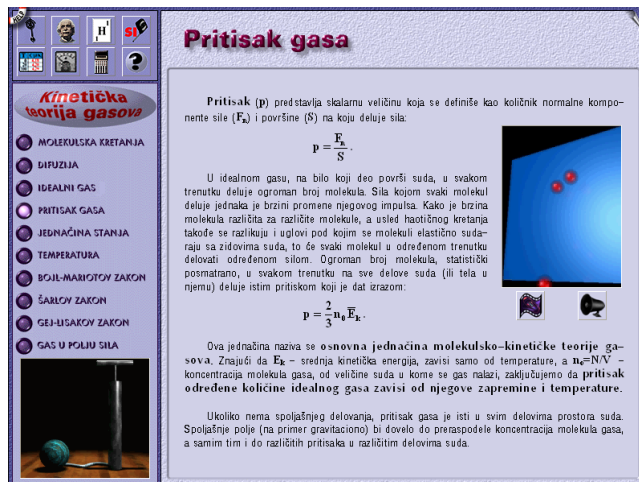 HELP
H
SI
?
Pritisak gasa
Kinetička
teorija gasova
MOLEKULSKA KRETANJA
DIFUZIJA
IDEALNI GAS
PRITISAK GASA
JEDNAČINA STANJA
TEMPERATURA
BOJL-MARIOTOV ZAKON
ŠARLOV ZAKON
GEJ-LISAKOV ZAKON
GAS U POLJU SILA
Pritisak (p) predstavlja skalarnu veličinu koja se definiše kao količnik normalne kompo-
nente sile (Fₙ) i površine (S) na koju deluje sila:
p = Fₙ/S .
U idealnom gasu, na bilo koji deo površi suda, u svakom
trenutku deluje ogroman broj molekula. Sila kojom svaki molekul
deluje jednaka je brzini promene njegovog impulsa. Kako je brzina
molekula različita za različite molekule, a usled haotičnog kretanja
takođe se razlikuju i uglovi pod kojim se molekuli elastično suda-
raju sa zidovima suda, to će svaki molekul u određenom trenutku
delovati određenom silom. Ogroman broj molekula, statistički
posmatrano, u svakom trenutku na sve delove suda (ili tela u
njemu) deluje istim pritiskom koji je dat izrazom:
p = 2/3 n₀ E̅ₖ .
Ova jednačina naziva se osnovna jednačina molekulsko-kinetičke teorije ga-
sova. Znajući da E̅ₖ – srednja kinetička energija, zavisi samo od temperature, a n₀=N/V –
koncentracija molekula gasa, od veličine suda u kome se gas nalazi, zaključujemo da pritisak
određene količine idealnog gasa zavisi od njegove zapremine i temperature.
Ukoliko nema spoljašnjeg delovanja, pritisak gasa je isti u svim delovima prostora suda.
Spoljašnje polje (na primer gravitaciono) bi dovelo do preraspodele koncentracija molekula gasa,
a samim tim i do različitih pritisaka u različitim delovima suda.